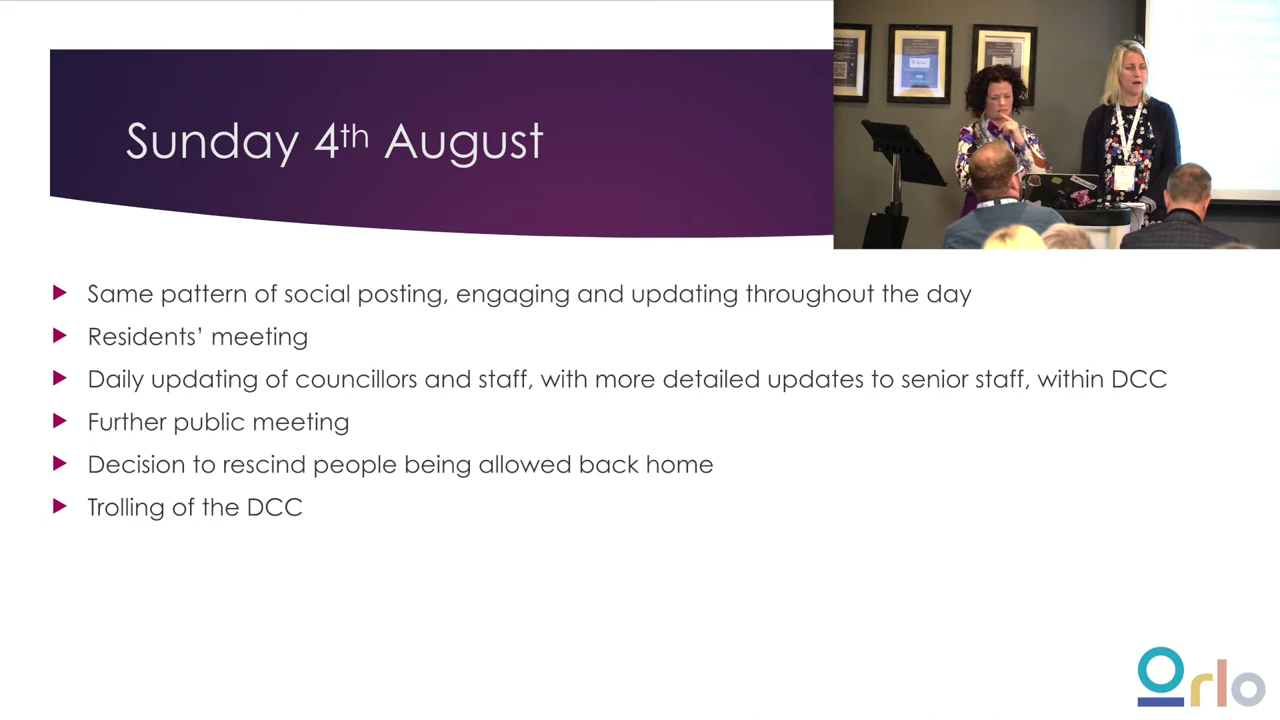 Sunday 4th August
Same pattern of social posting, engaging and updating throughout the day
Residents’ meeting
Daily updating of councillors and staff, with more detailed updates to senior staff, within DCC
Further public meeting
Decision to rescind people being allowed back home
Trolling of the DCC
Orlo